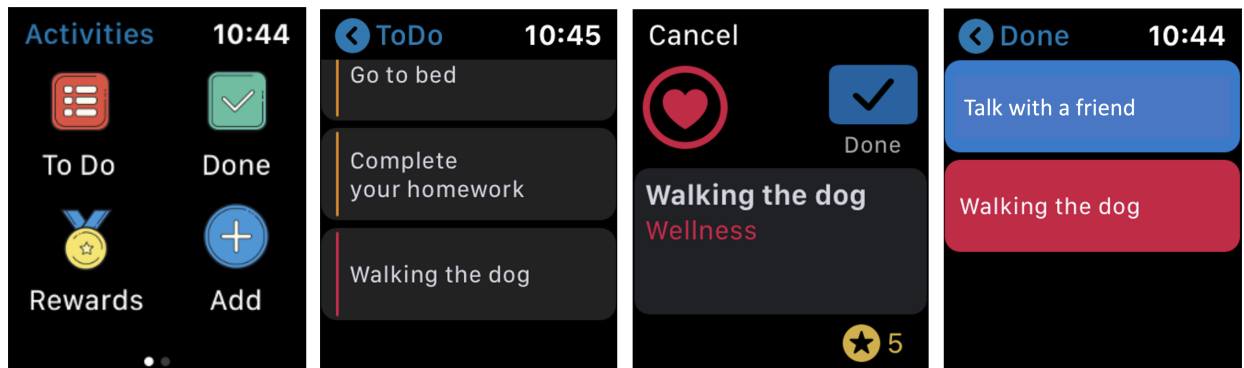 Activities 10:44
To Do Done
Rewards Add
ToDo 10:45
Go to bed
Complete
your homework
Walking the dog
Cancel
Done
Walking the dog
Wellness
5
Done 10:44
Talk with a friend
Walking the dog